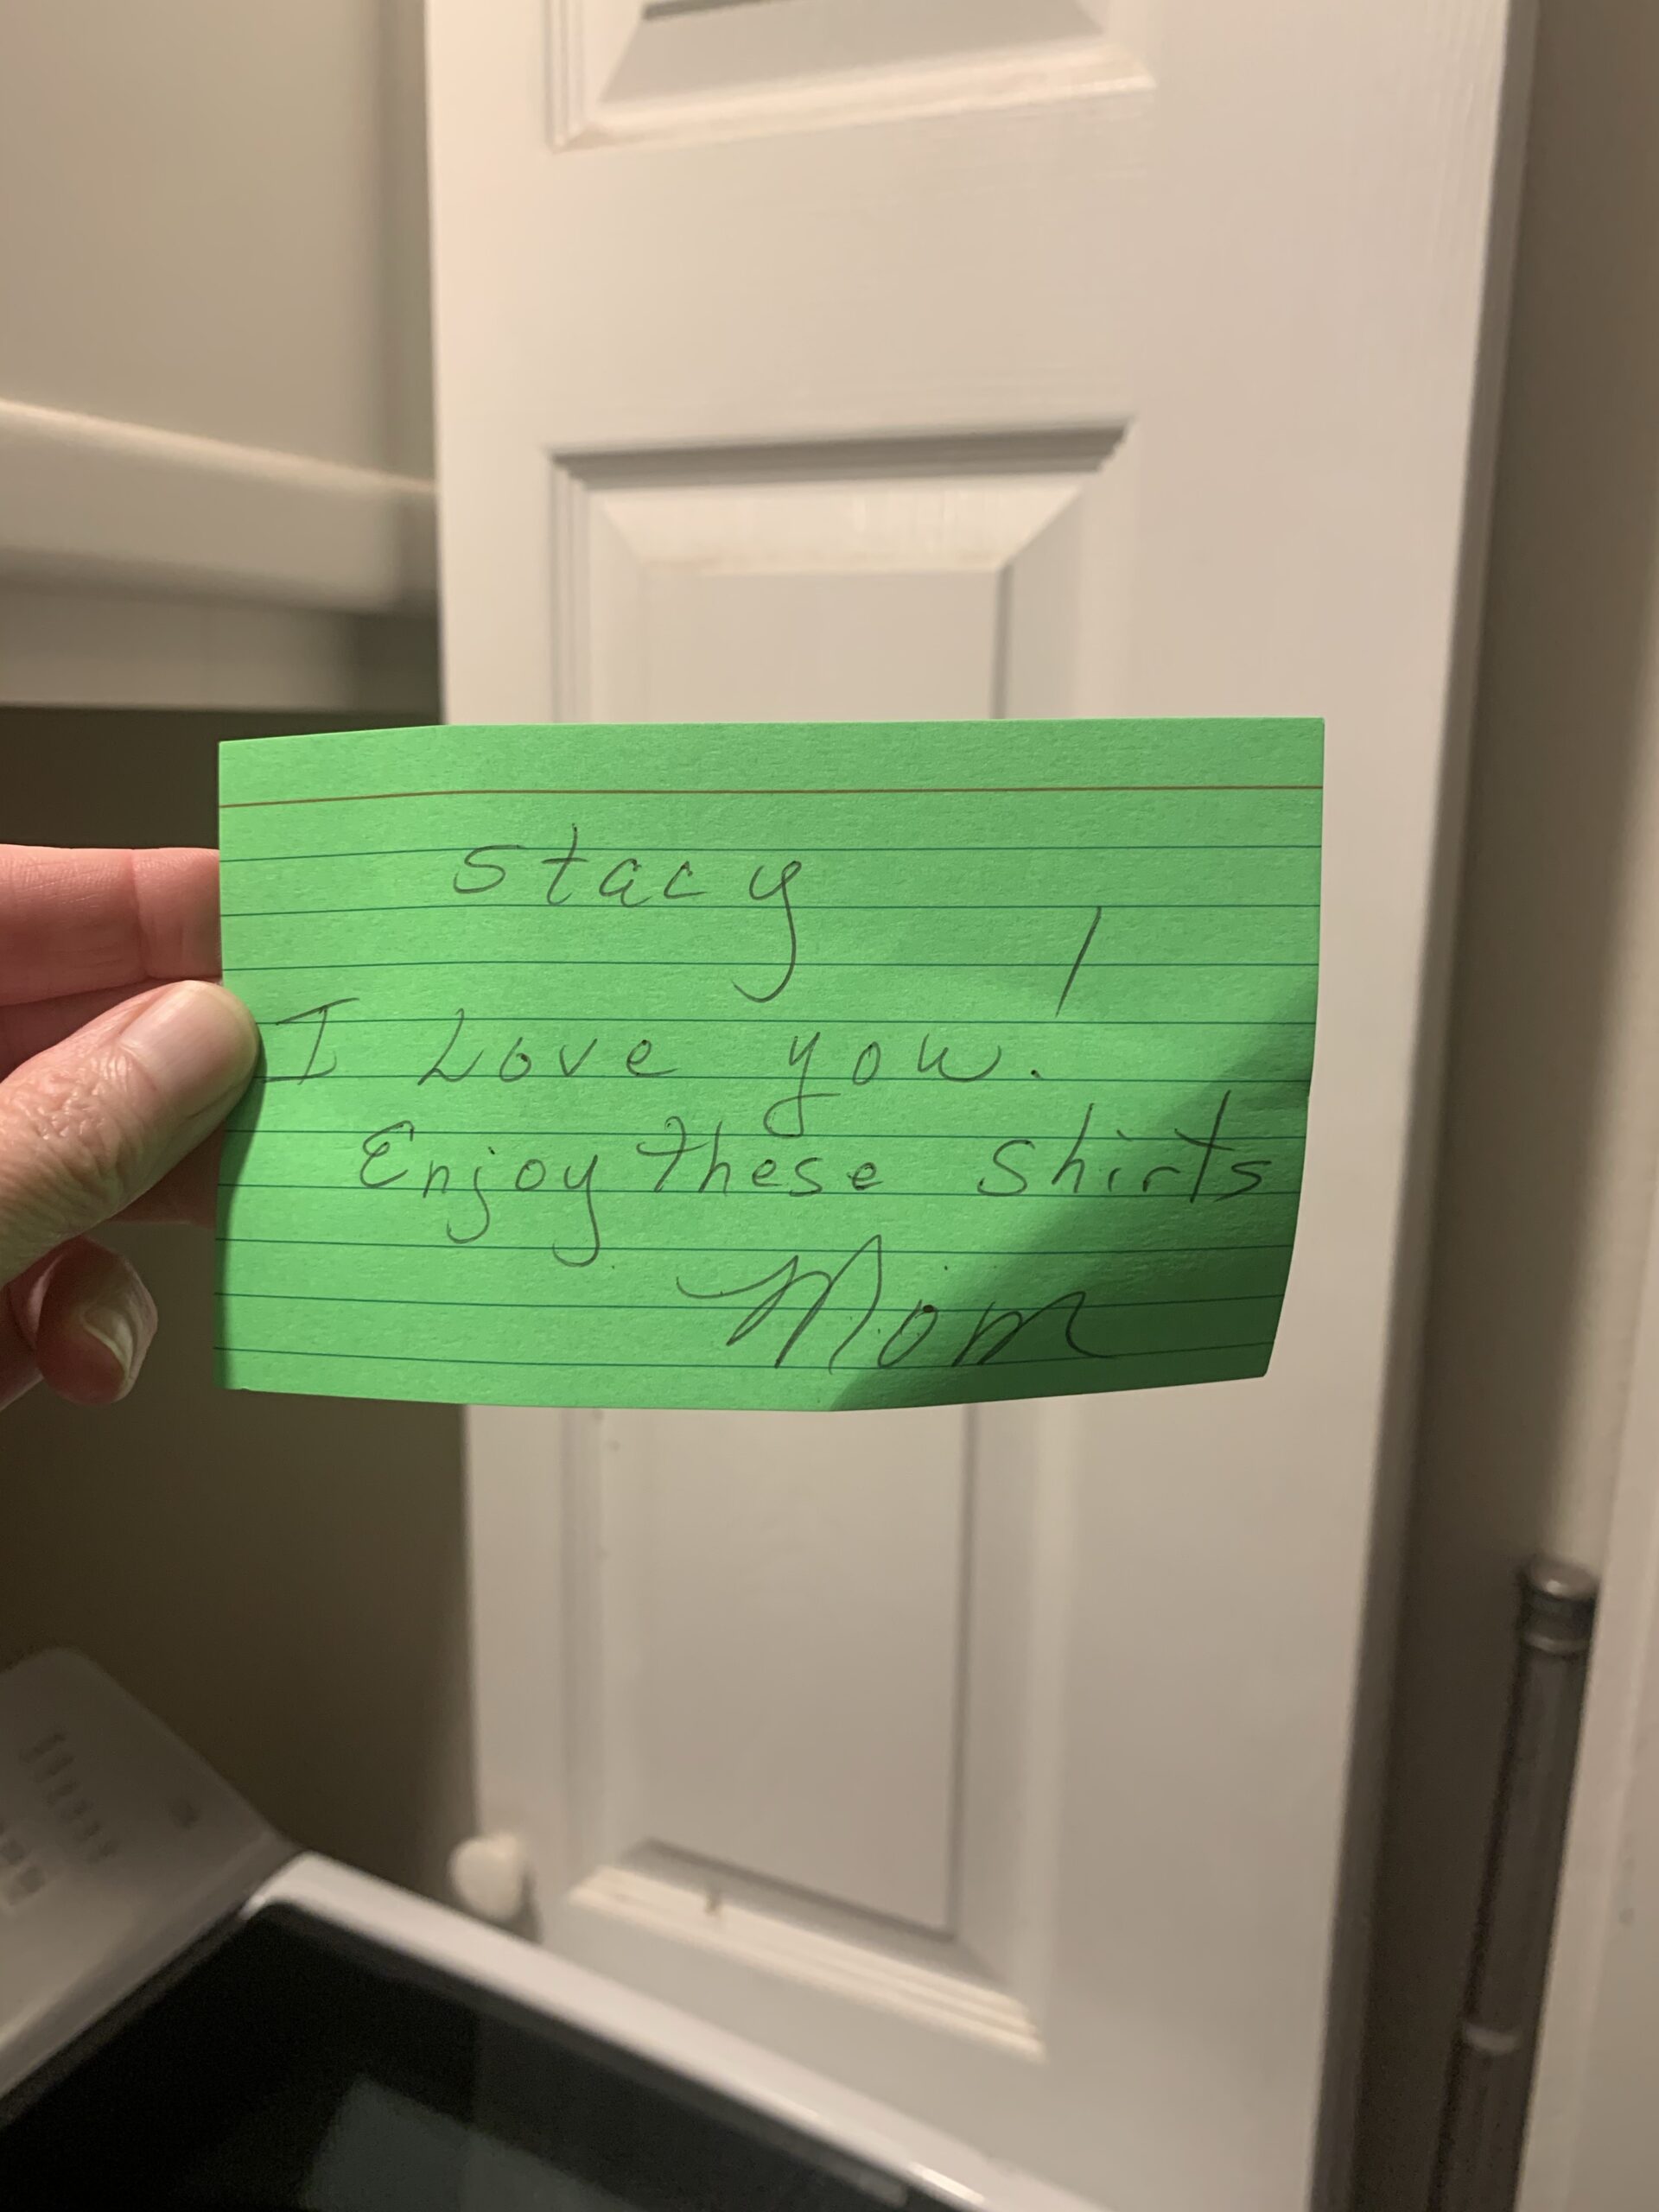 Stacy
I Love you!
Enjoy these shirts
Mom